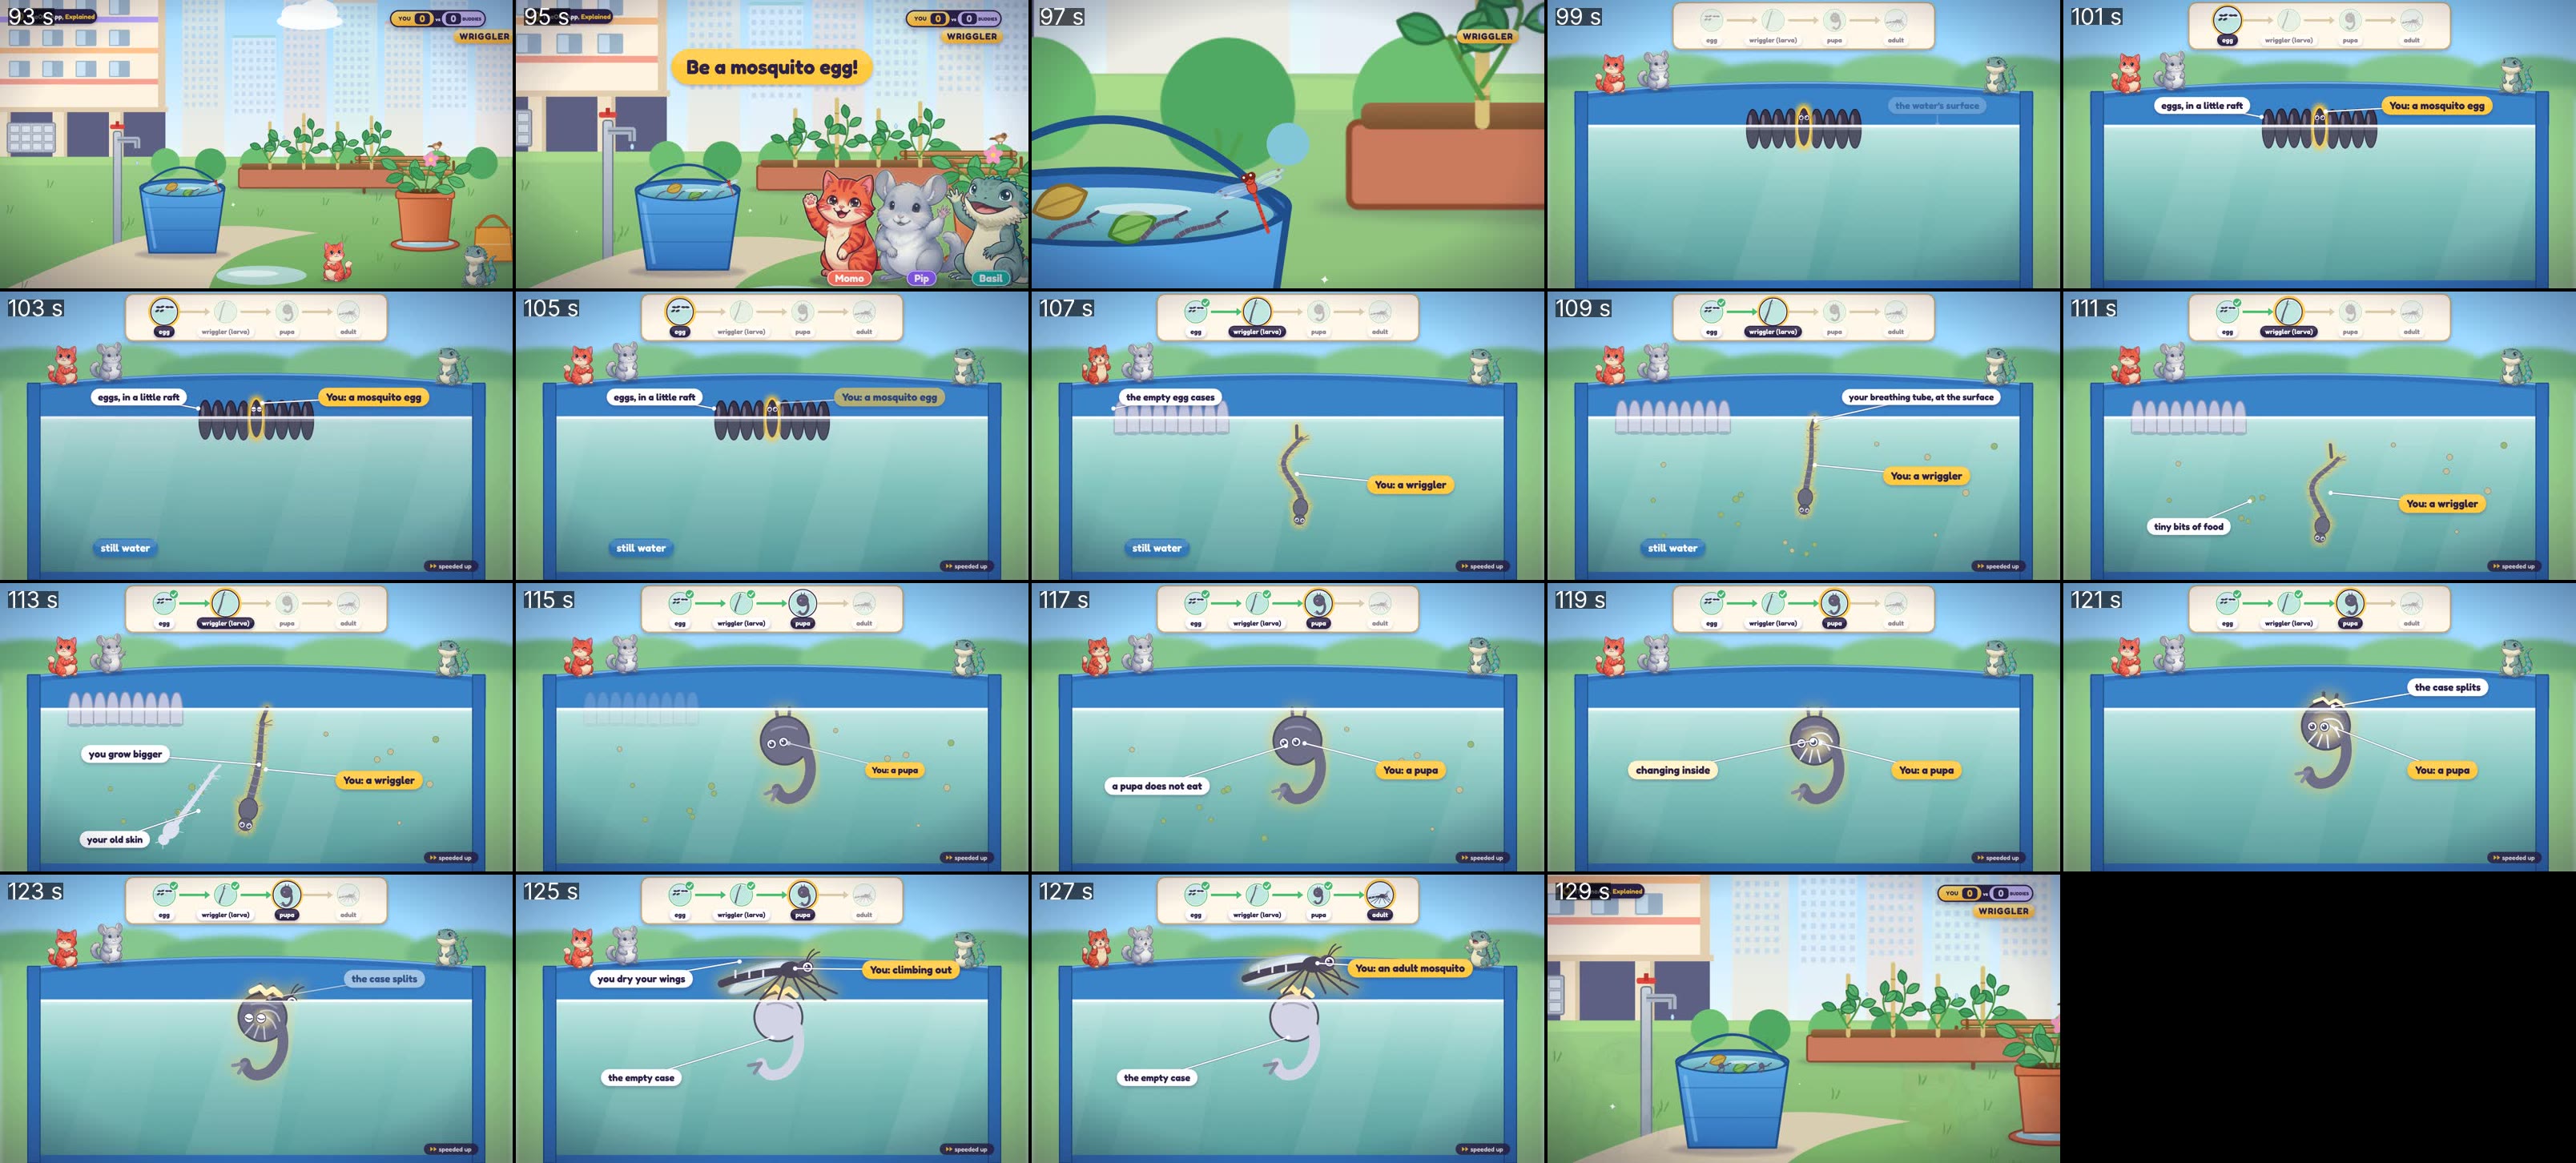 93 s
pp, Explained
YOU 0 vs 0 BUDDIES
WRIGGLER
95 s
pp, Explained
YOU 0 vs 0 BUDDIES
WRIGGLER
Be a mosquito egg!
Momo
Pip
Basil
97 s
WRIGGLER
99 s
egg
wriggler (larva)
pupa
adult
the water's surface
101 s
egg
wriggler (larva)
pupa
adult
eggs, in a little raft
You: a mosquito egg
103 s
egg
wriggler (larva)
pupa
adult
eggs, in a little raft
You: a mosquito egg
still water
speeded up
105 s
egg
wriggler (larva)
pupa
adult
eggs, in a little raft
You: a mosquito egg
still water
speeded up
107 s
egg
wriggler (larva)
pupa
adult
the empty egg cases
You: a wriggler
still water
speeded up
109 s
egg
wriggler (larva)
pupa
adult
your breathing tube, at the surface
You: a wriggler
still water
speeded up
111 s
egg
wriggler (larva)
pupa
adult
You: a wriggler
tiny bits of food
speeded up
113 s
egg
wriggler (larva)
pupa
adult
you grow bigger
You: a wriggler
your old skin
speeded up
115 s
egg
wriggler (larva)
pupa
adult
You: a pupa
speeded up
117 s
egg
wriggler (larva)
pupa
adult
You: a pupa
a pupa does not eat
speeded up
119 s
egg
wriggler (larva)
pupa
adult
changing inside
You: a pupa
speeded up
121 s
egg
wriggler (larva)
pupa
adult
the case splits
You: a pupa
speeded up
123 s
egg
wriggler (larva)
pupa
adult
the case splits
speeded up
125 s
egg
wriggler (larva)
pupa
adult
you dry your wings
You: climbing out
the empty case
speeded up
127 s
egg
wriggler (larva)
pupa
adult
You: an adult mosquito
the empty case
speeded up
129 s
Explained
YOU 0 vs 0 BUDDIES
WRIGGLER